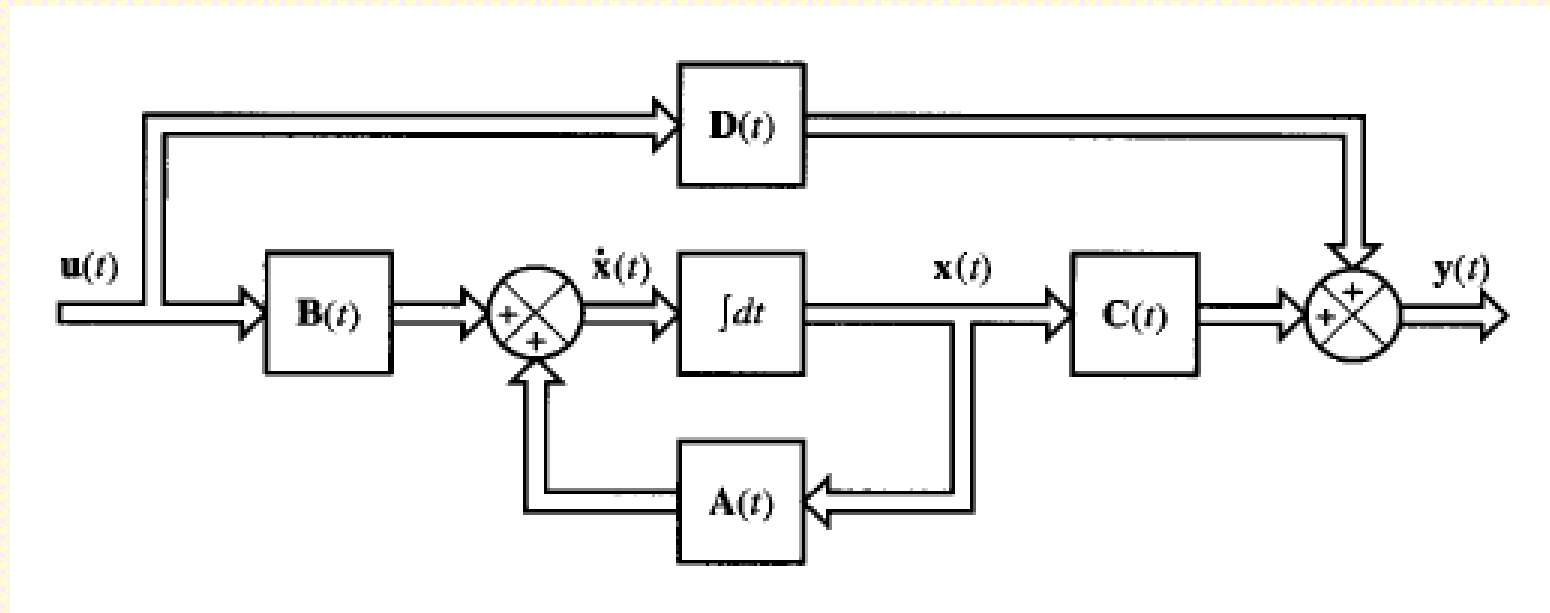 D(t)
u(t)
B(t)
+
+
ẋ(t)
∫dt
x(t)
C(t)
+
+
y(t)
A(t)